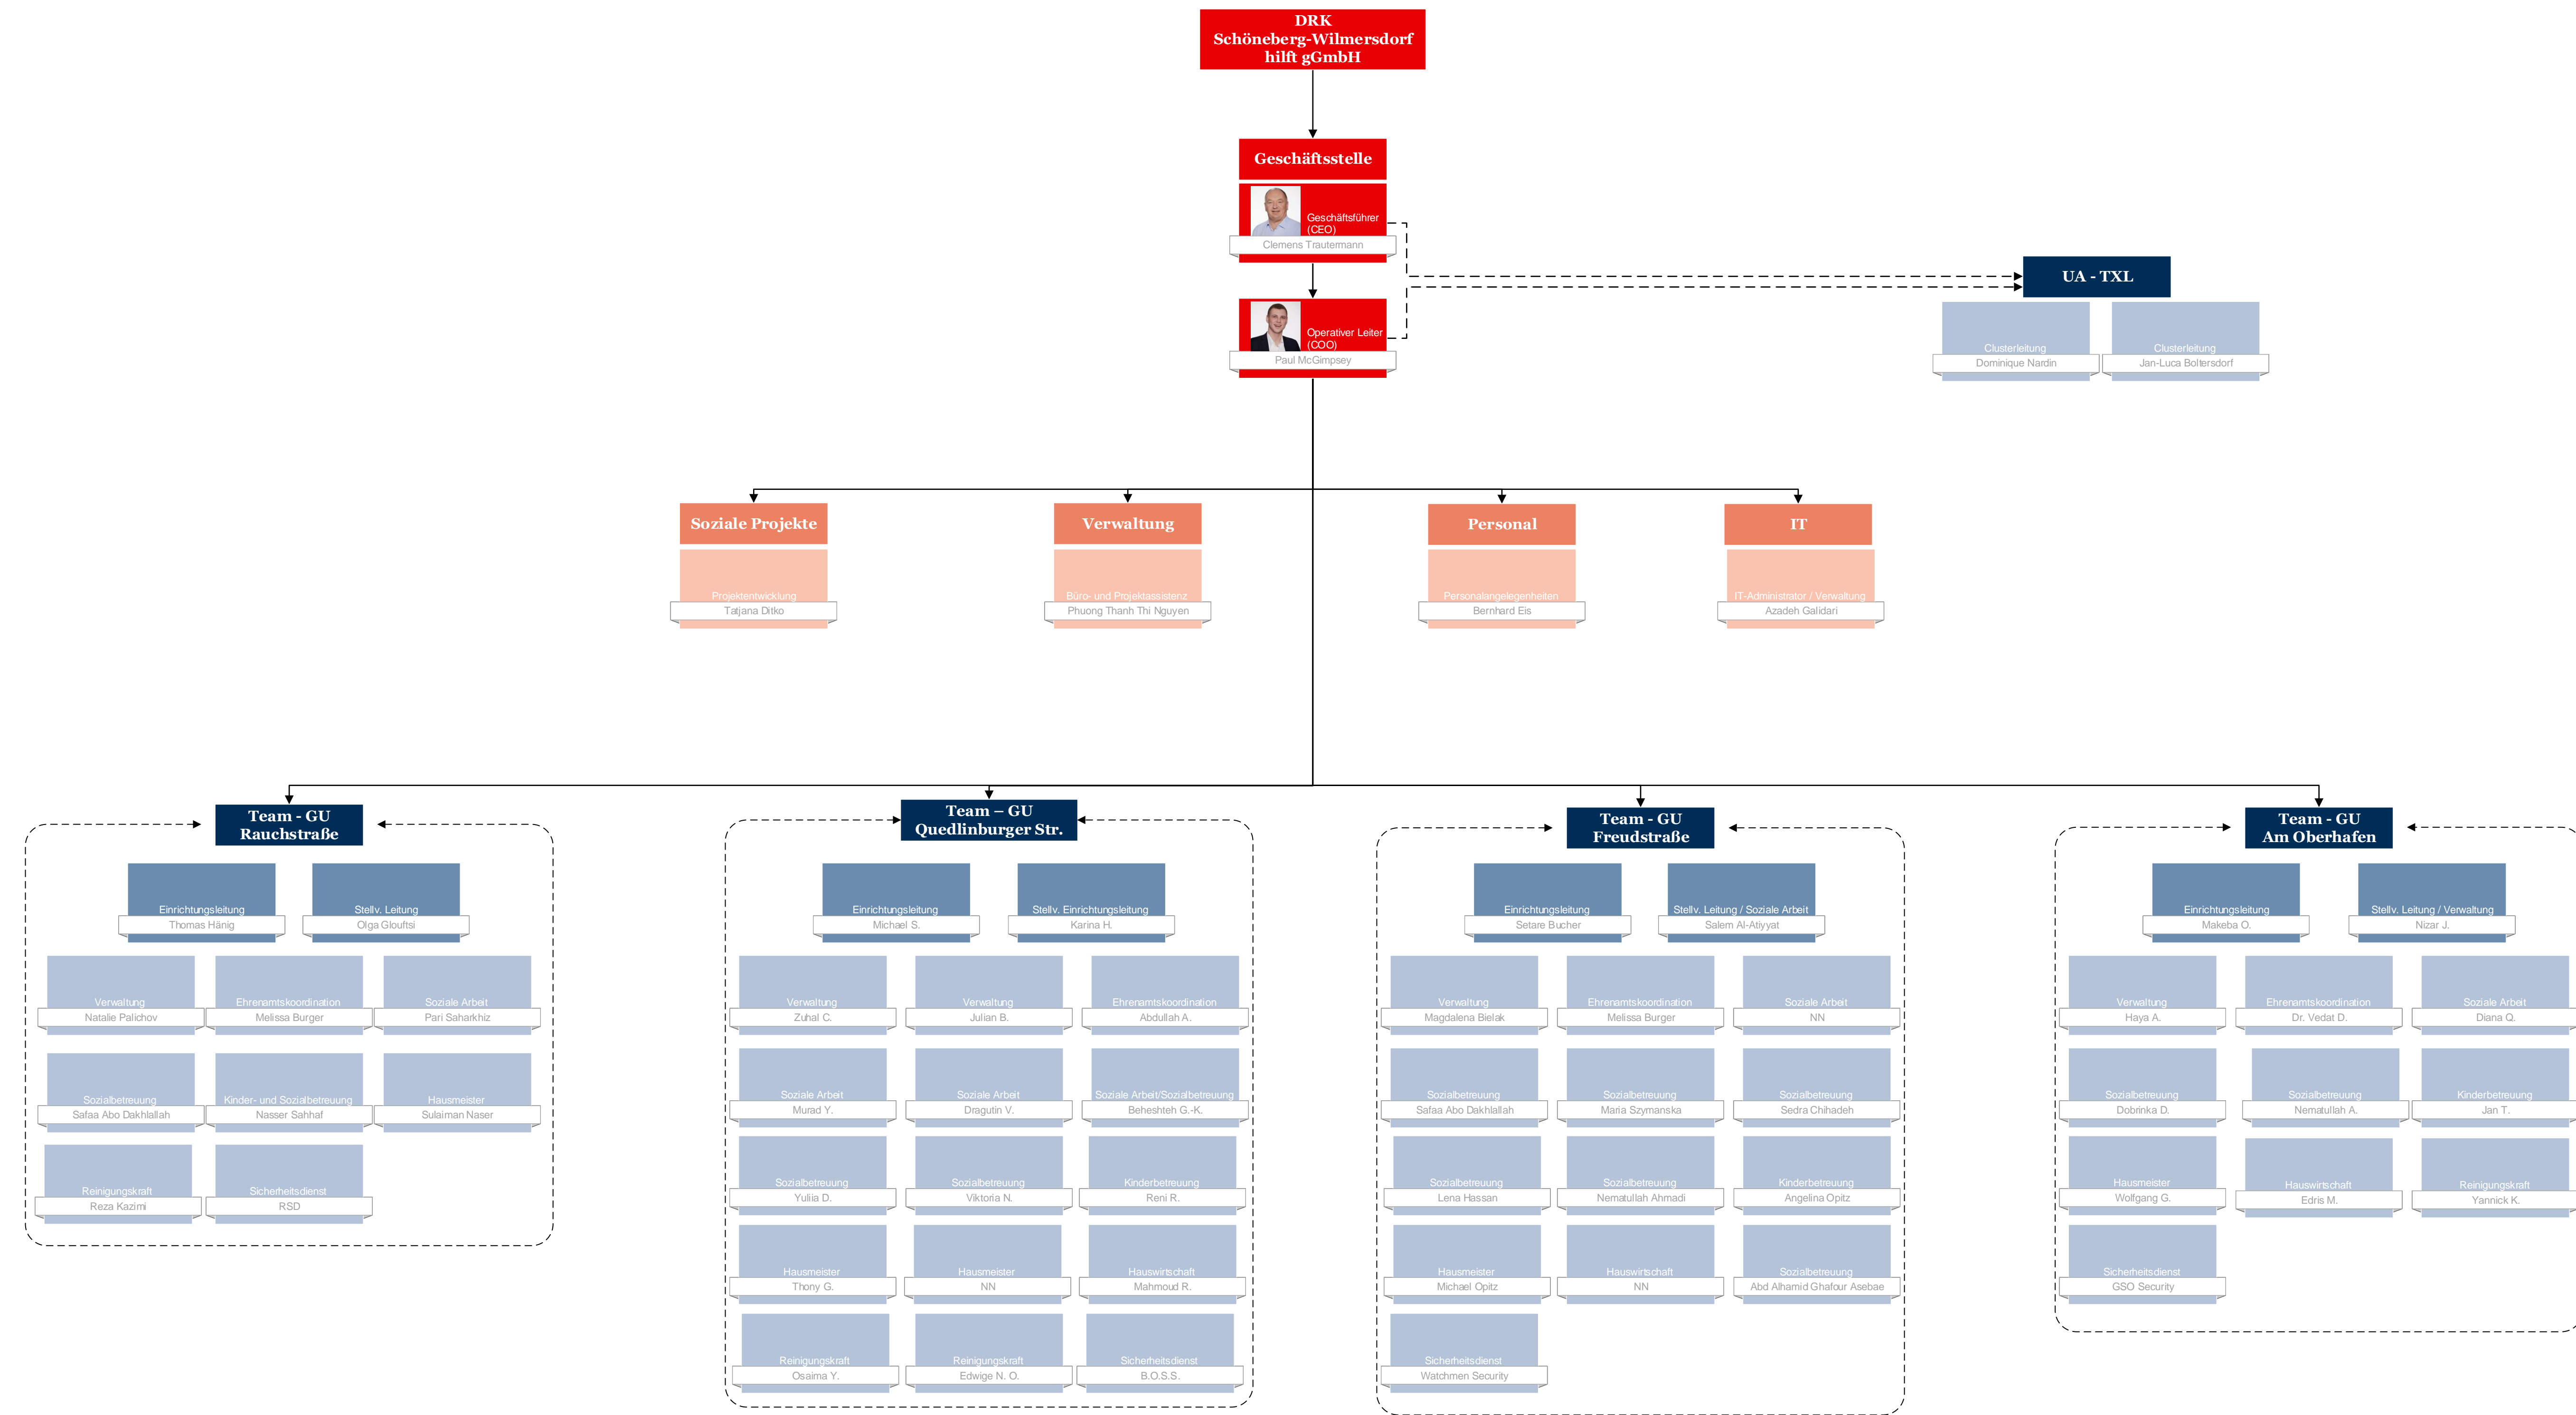 DRK
Schöneberg-Wilmersdorf
hilft gGmbH
Geschäftsstelle
Geschäftsführer
(CEO)
Clemens Trautermann
Operativer Leiter
(COO)
Paul McGimpsey
UA - TXL
Clusterleitung
Dominique Nardin
Clusterleitung
Jan-Luca Boltersdorf
Soziale Projekte
Projektentwicklung
Tatjana Ditko
Verwaltung
Büro- und Projektassistenz
Phuong Thanh Thi Nguyen
Personal
Personalangelegenheiten
Bernhard Eis
IT
IT-Administrator / Verwaltung
Azadeh Galidari
Team - GU
Rauchstraße
Einrichtungsleitung
Thomas Hänig
Stellv. Leitung
Olga Glouftsi
Verwaltung
Natalie Palichov
Ehrenamtskoordination
Melissa Burger
Soziale Arbeit
Pari Saharkhiz
Sozialbetreuung
Safaa Abo Dakhlallah
Kinder- und Sozialbetreuung
Nasser Sahhaf
Hausmeister
Sulaiman Naser
Reinigungskraft
Reza Kazimi
Sicherheitsdienst
RSD
Team – GU
Quedlinburger Str.
Einrichtungsleitung
Michael S.
Stellv. Einrichtungsleitung
Karina H.
Verwaltung
Zuhal C.
Verwaltung
Julian B.
Ehrenamtskoordination
Abdullah A.
Soziale Arbeit
Murad Y.
Soziale Arbeit
Dragutin V.
Soziale Arbeit/Sozialbetreuung
Beheshteh G.-K.
Sozialbetreuung
Yuliia D.
Sozialbetreuung
Viktoria N.
Kinderbetreuung
Reni R.
Hausmeister
Thony G.
Hausmeister
NN
Hauswirtschaft
Mahmoud R.
Reinigungskraft
Osaima Y.
Reinigungskraft
Edwige N. O.
Sicherheitsdienst
B.O.S.S.
Team - GU
Freudstraße
Einrichtungsleitung
Setare Bucher
Stellv. Leitung / Soziale Arbeit
Salem Al-Atiyyat
Verwaltung
Magdalena Bielak
Ehrenamtskoordination
Melissa Burger
Soziale Arbeit
NN
Sozialbetreuung
Safaa Abo Dakhlallah
Sozialbetreuung
Maria Szymanska
Sozialbetreuung
Sedra Chihadeh
Sozialbetreuung
Lena Hassan
Sozialbetreuung
Nematullah Ahmadi
Kinderbetreuung
Angelina Opitz
Hausmeister
Michael Opitz
Hauswirtschaft
NN
Sozialbetreuung
Abd Alhamid Ghafour Asebae
Sicherheitsdienst
Watchmen Security
Team - GU
Am Oberhafen
Einrichtungsleitung
Makeba O.
Stellv. Leitung / Verwaltung
Nizar J.
Verwaltung
Haya A.
Ehrenamtskoordination
Dr. Vedat D.
Soziale Arbeit
Diana Q.
Sozialbetreuung
Dobrinka D.
Sozialbetreuung
Nematullah A.
Kinderbetreuung
Jan T.
Hausmeister
Wolfgang G.
Hauswirtschaft
Edris M.
Reinigungskraft
Yannick K.
Sicherheitsdienst
GSO Security